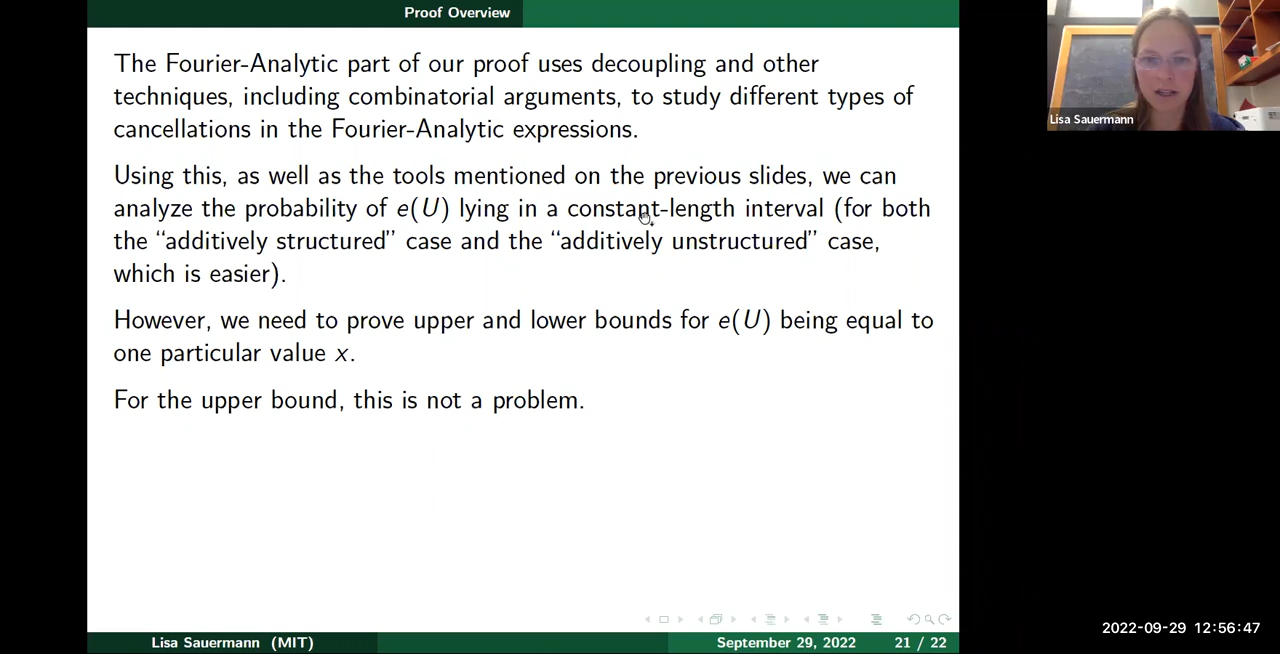 Proof Overview
The Fourier-Analytic part of our proof uses decoupling and other
techniques, including combinatorial arguments, to study different types of
cancellations in the Fourier-Analytic expressions.
Using this, as well as the tools mentioned on the previous slides, we can
analyze the probability of e(U) lying in a constant-length interval (for both
the “additively structured” case and the “additively unstructured” case,
which is easier).
However, we need to prove upper and lower bounds for e(U) being equal to
one particular value x.
For the upper bound, this is not a problem.
Lisa Sauermann (MIT)
September 29, 2022
21 / 22
Lisa Sauermann
2022-09-29 12:56:47